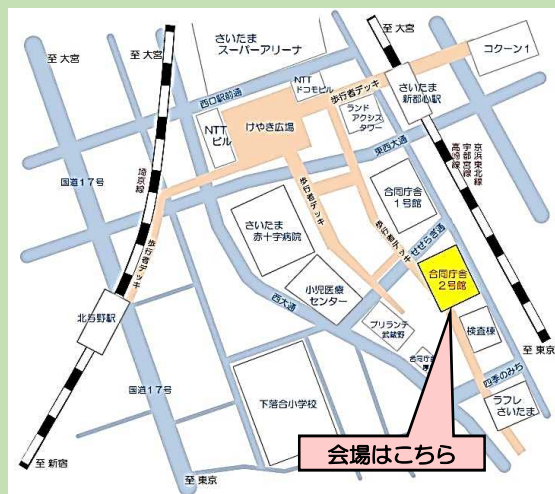 至 大宮
至 大宮
さいたま
スーパーアリーナ
至 大宮
コクーン1
西口駅前通
NTT
ドコモビル
歩行者デッキ
さいたま
新都心駅
NTT
ビル
けやき広場
ランド
アクシス
タワー
国道17号
埼京線
東西大通
京浜東北線
宇都宮線
高崎線
歩行者デッキ
さいたま
赤十字病院
歩行者デッキ
合同庁舎
1号館
せせらぎ通
歩行者デッキ
小児医療
センター
合同庁舎
2号館
北与野駅
西大通
ブリランテ
武蔵野
検査棟
合同庁舎
国道17号
下落合小学校
四季のみち
至 東京
ラフレ
さいたま
会場はこちら
至 新宿
至 東京